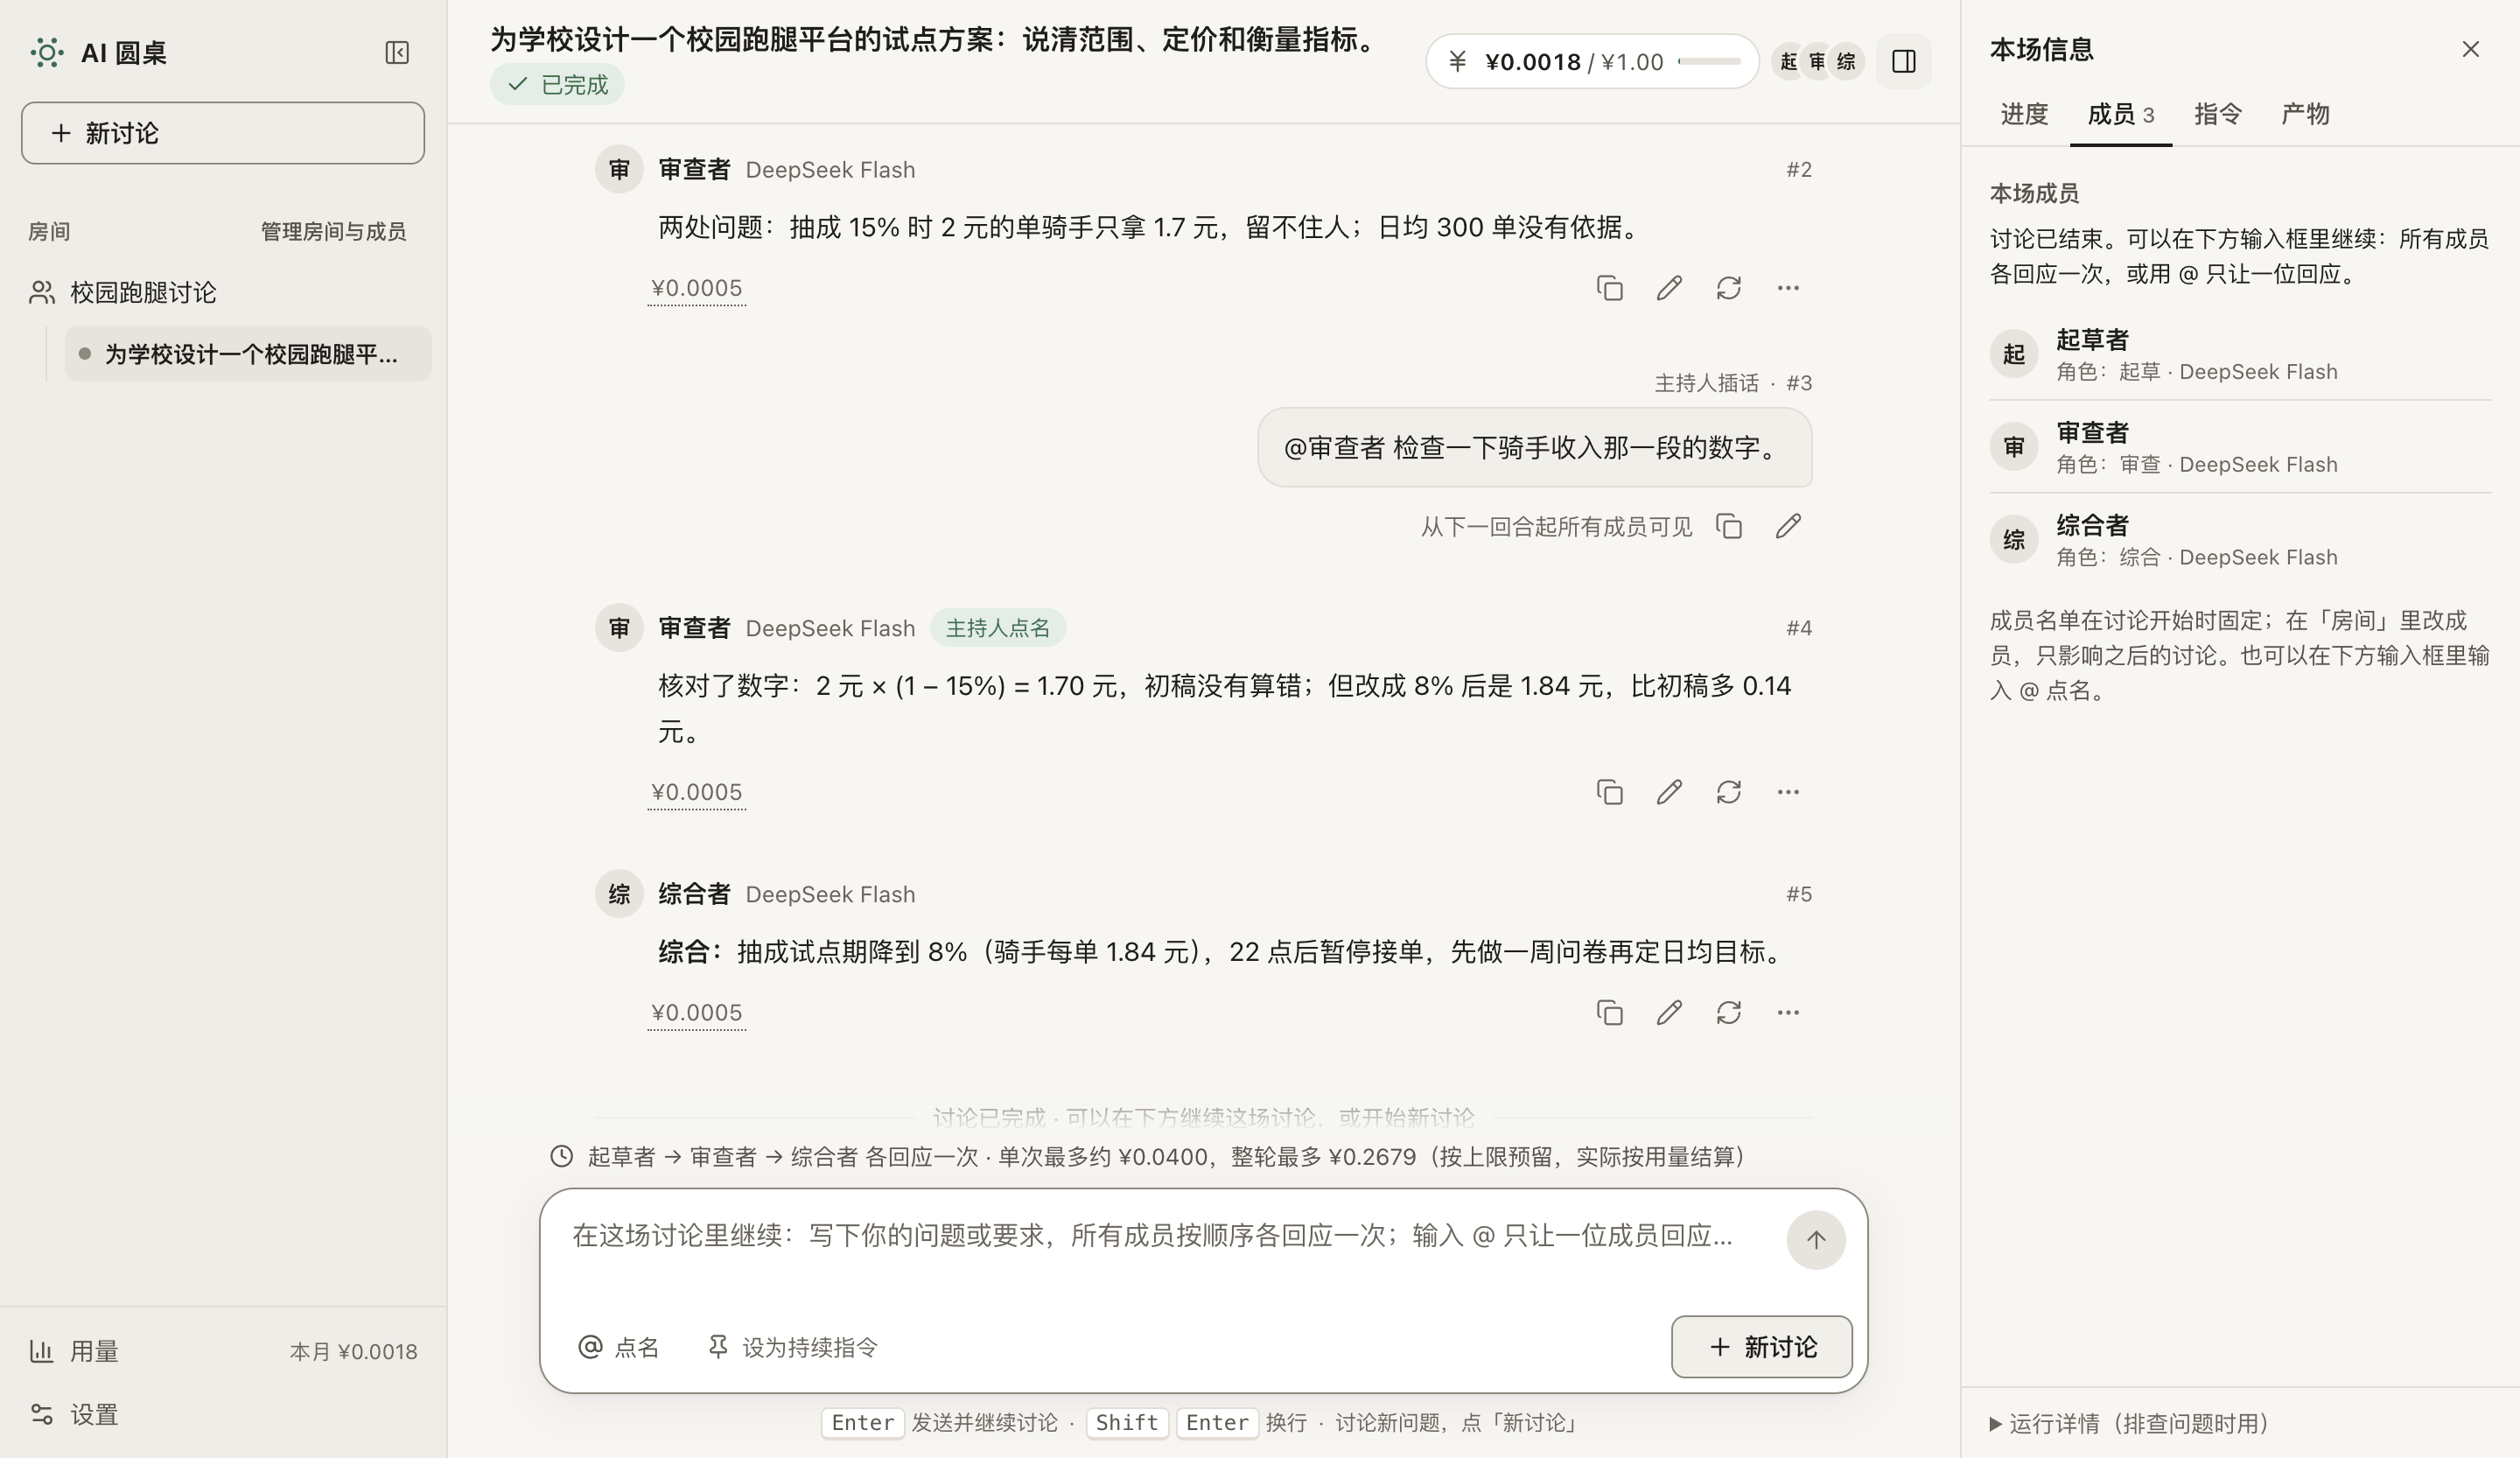 AI 圆桌
新讨论
房间
管理房间与成员
校园跑腿讨论
为学校设计一个校园跑腿平...
用量
本月 ¥0.0018
设置
为学校设计一个校园跑腿平台的试点方案：说清范围、定价和衡量指标。
已完成
¥0.0018 / ¥1.00
起 审 综
审 审查者 DeepSeek Flash #2
两处问题：抽成 15% 时 2 元的单骑手只拿 1.7 元，留不住人；日均 300 单没有依据。
¥0.0005
主持人插话 · #3
@审查者 检查一下骑手收入那一段的数字。
从下一回合起所有成员可见
审 审查者 DeepSeek Flash 主持人点名 #4
核对了数字：2 元 × (1 – 15%) = 1.70 元，初稿没有算错；但改成 8% 后是 1.84 元，比初稿多 0.14
元。
¥0.0005
综 综合者 DeepSeek Flash #5
综合：抽成试点期降到 8%（骑手每单 1.84 元），22 点后暂停接单，先做一周问卷再定日均目标。
¥0.0005
讨论已完成 · 可以在下方继续这场讨论，或开始新讨论
起草者 → 审查者 → 综合者 各回应一次 · 单次最多约 ¥0.0400，整轮最多 ¥0.2679（按上限预留，实际按用量结算）
在这场讨论里继续：写下你的问题或要求，所有成员按顺序各回应一次；输入 @ 只让一位成员回应...
点名
设为持续指令
新讨论
Enter 发送并继续讨论 · Shift Enter 换行 · 讨论新问题，点「新讨论」
本场信息
进度 成员 3 指令 产物
本场成员
讨论已结束。可以在下方输入框里继续：所有成员
各回应一次，或用 @ 只让一位回应。
起 起草者
角色：起草 · DeepSeek Flash
审 审查者
角色：审查 · DeepSeek Flash
综 综合者
角色：综合 · DeepSeek Flash
成员名单在讨论开始时固定；在「房间」里改成
员，只影响之后的讨论。也可以在下方输入框里输
入 @ 点名。
运行详情（排查问题时用）